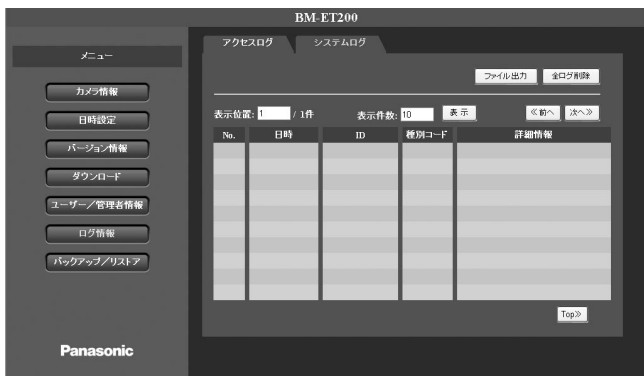 BM-ET200
メニュー
カメラ情報
日時設定
バージョン情報
ダウンロード
ユーザー／管理者情報
ログ情報
バックアップ／リストア
Panasonic
アクセスログ システムログ
ファイル出力 全ログ削除
表示位置: 1 / 1件 表示件数: 10 表示 ≪前へ 次へ≫
No. 日時 ID 種別コード 詳細情報
Top≫